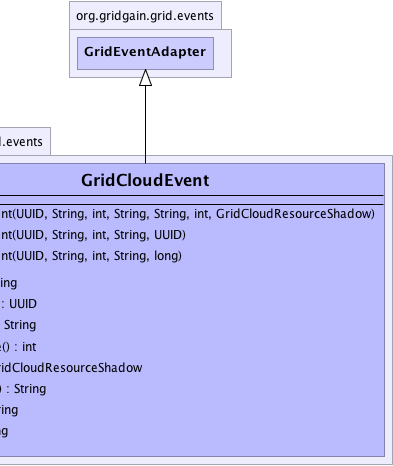 org.gridgain.grid.events
GridEventAdapter
.events
GridCloudEvent
nt(UUID, String, int, String, String, int, GridCloudResourceShadow)
nt(UUID, String, int, String, UUID)
nt(UUID, String, int, String, long)
ing
: UUID
String
() : int
ridCloudResourceShadow
) : String
ring
ng